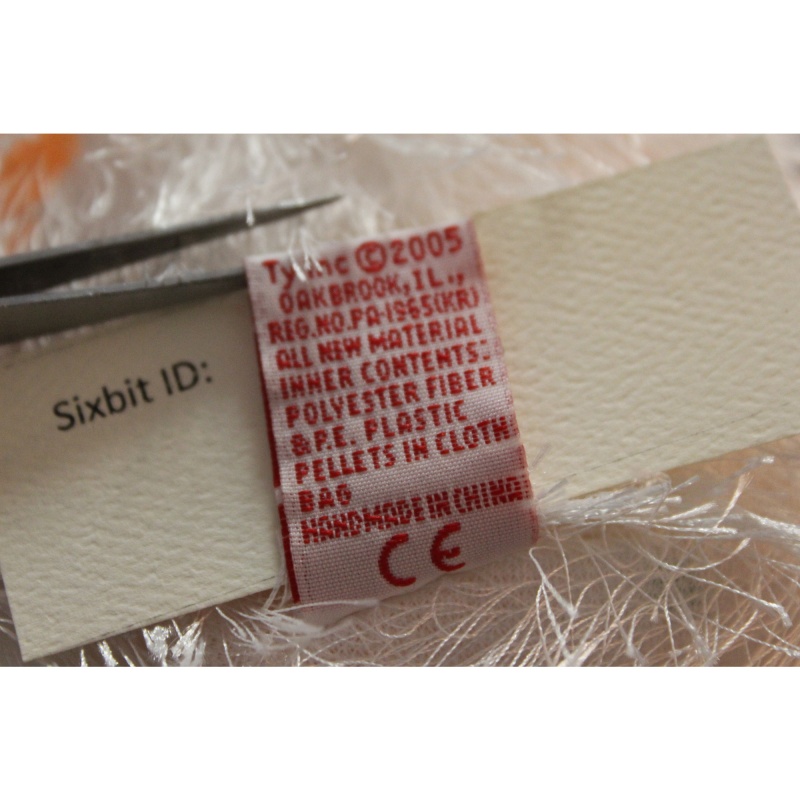 Sixbit ID:
Ty Inc ©2005
OAKBROOK, IL.,
REG.NO.PA-1965(KR)
ALL NEW MATERIAL
INNER CONTENTS:
POLYESTER FIBER
&P.E. PLASTIC
PELLETS IN CLOTH
BAG
HANDMADE IN CHINA
CE